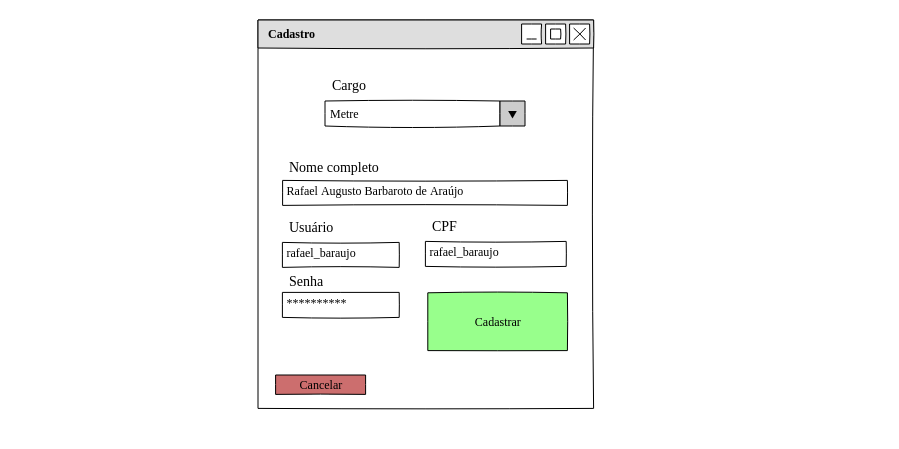 Cadastro
Cargo
Metre
Nome completo
Rafael Augusto Barbaroto de Araújo
Usuário
CPF
rafael_baraujo
rafael_baraujo
Senha
**********
Cadastrar
Cancelar